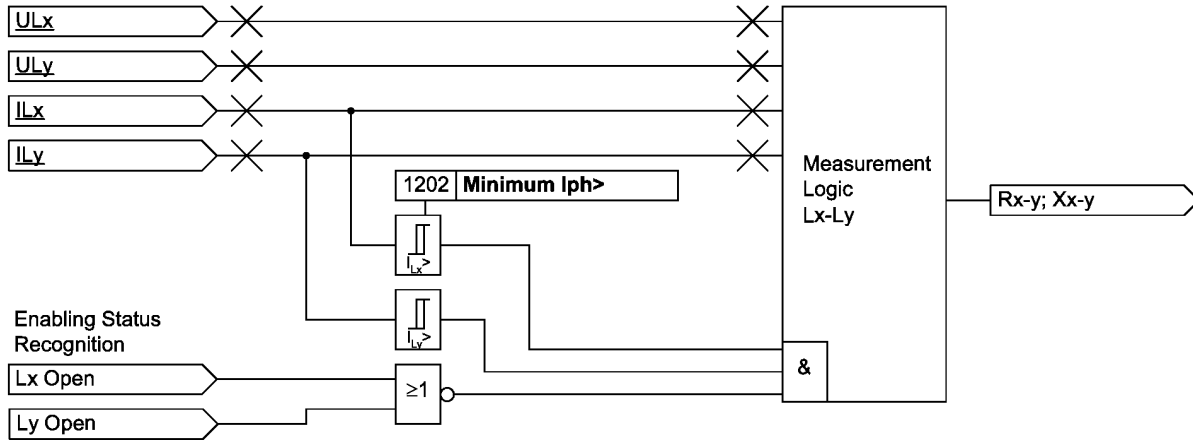 ULx
ULy
ILx
ILy
1202 Minimum Iph>
Measurement
Logic
Lx-Ly
Rx-y; Xx-y
ILx>
ILy>
Enabling Status
Recognition
Lx Open
Ly Open
≥1
&